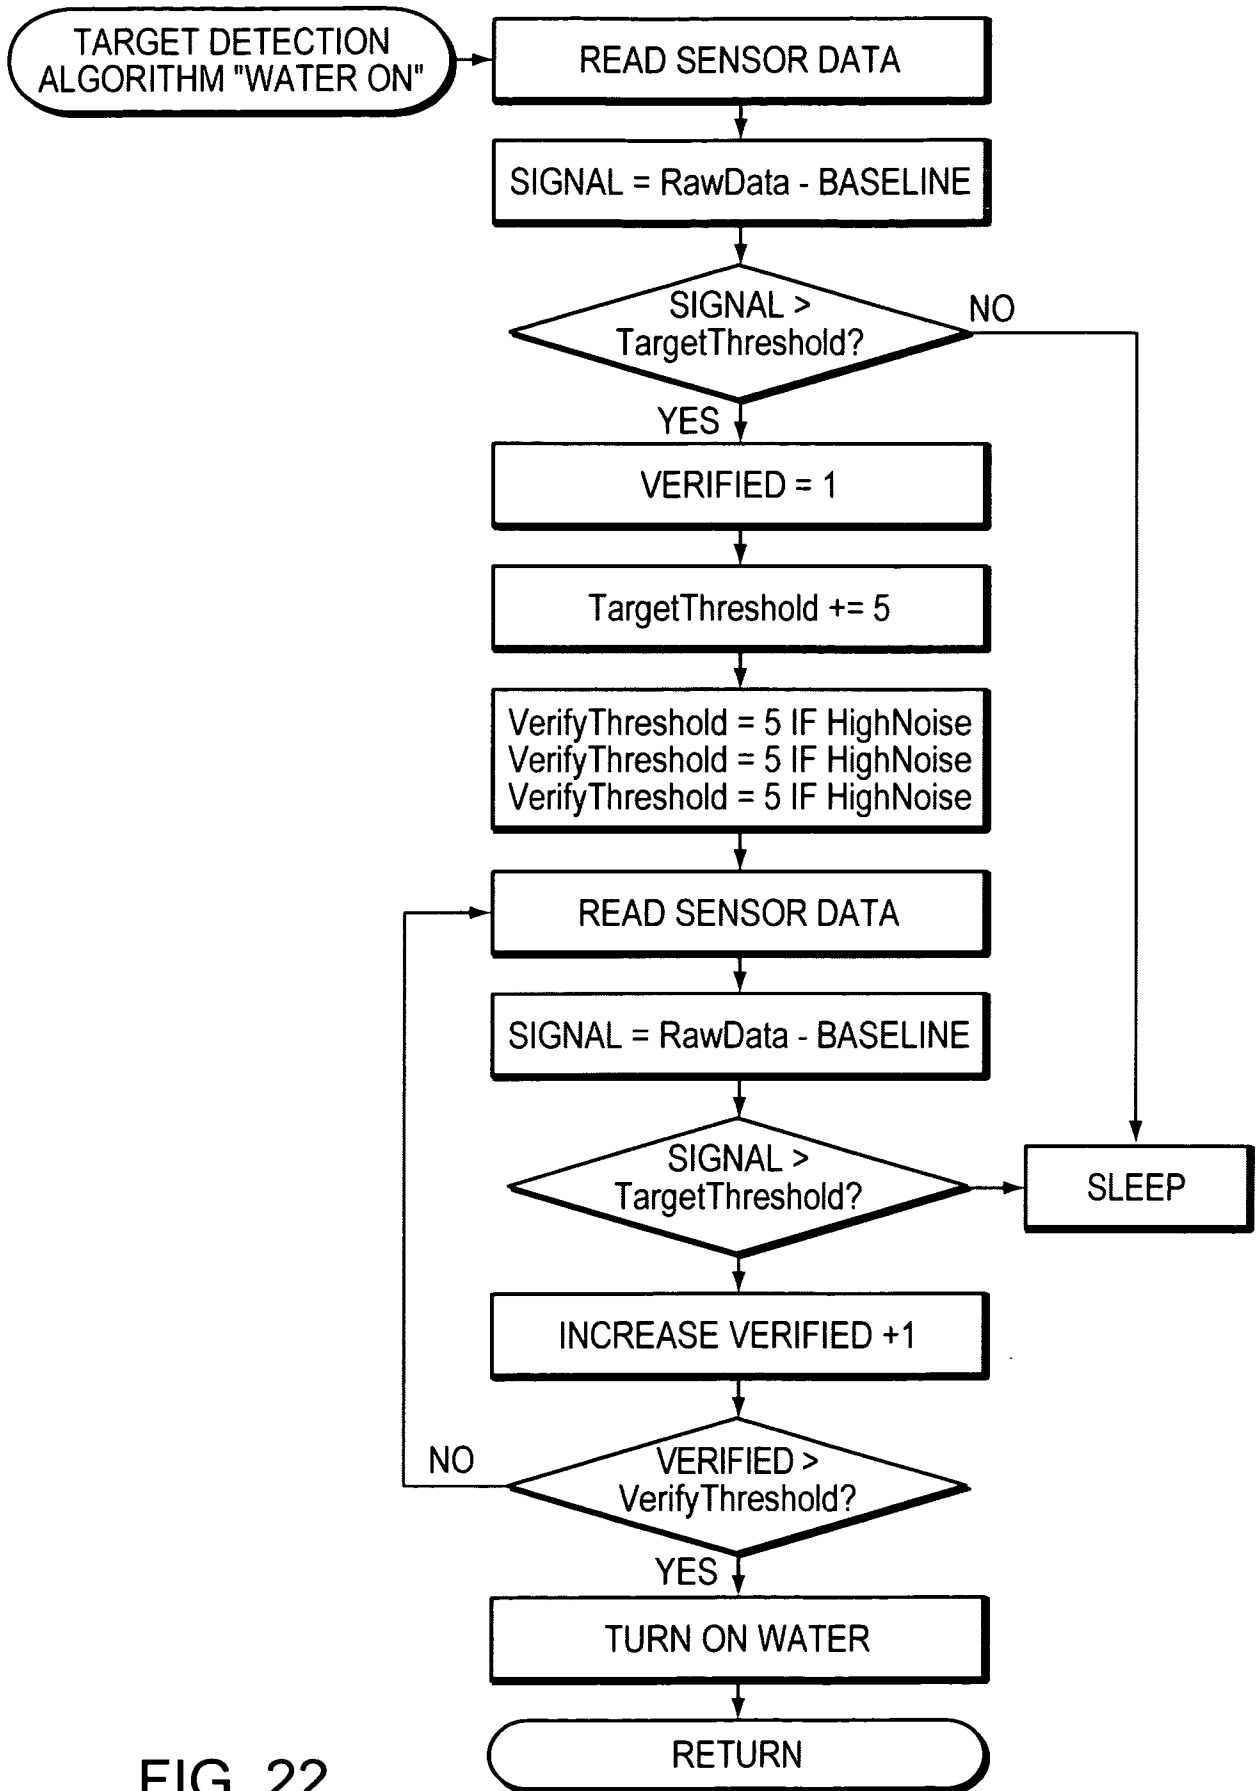 TARGET DETECTION
ALGORITHM "WATER ON"
READ SENSOR DATA
SIGNAL = RawData - BASELINE
SIGNAL >
TargetThreshold?
NO
YES
VERIFIED = 1
TargetThreshold += 5
VerifyThreshold = 5 IF HighNoise
VerifyThreshold = 5 IF HighNoise
VerifyThreshold = 5 IF HighNoise
READ SENSOR DATA
SIGNAL = RawData - BASELINE
SIGNAL >
TargetThreshold?
SLEEP
INCREASE VERIFIED +1
NO
VERIFIED >
VerifyThreshold?
YES
TURN ON WATER
RETURN
FIG. 22